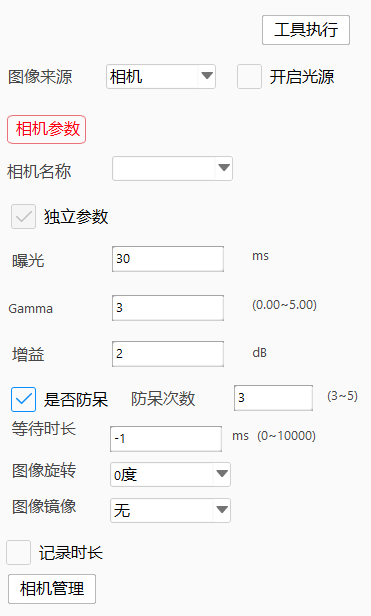 工具执行
图像来源 相机 开启光源
相机参数
相机名称
独立参数
曝光 30 ms
Gamma 3 (0.00~5.00)
增益 2 dB
是否防呆 防呆次数 3 (3~5)
等待时长 -1 ms (0~10000)
图像旋转 0度
图像镜像 无
记录时长
相机管理